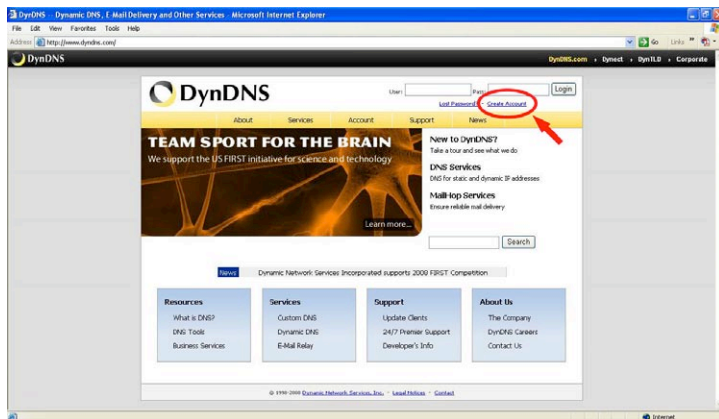 DynDNS -- Dynamic DNS, E-Mail Delivery and Other Services - Microsoft Internet Explorer
File Edit View Favorites Tools Help
Address http://www.dyndns.com/ Go Links »
DynDNS DynDNS.com Dynect DynTLD Corporate
DynDNS User: Pass: Login
Lost Password? - Create Account
About Services Account Support News
TEAM SPORT FOR THE BRAIN
We support the US FIRST initiative for science and technology
Learn more...
New to DynDNS?
Take a tour and see what we do
DNS Services
DNS for static and dynamic IP addresses
MailHop Services
Ensure reliable mail delivery
Search
News Dynamic Network Services Incorporated supports 2008 FIRST Competition
Resources
What is DNS?
DNS Tools
Business Services
Services
Custom DNS
Dynamic DNS
E-Mail Relay
Support
Update Clients
24/7 Premier Support
Developer's Info
About Us
The Company
DynDNS Careers
Contact Us
© 1998-2008 Dynamic Network Services, Inc. - Legal Notices - Contact
Internet